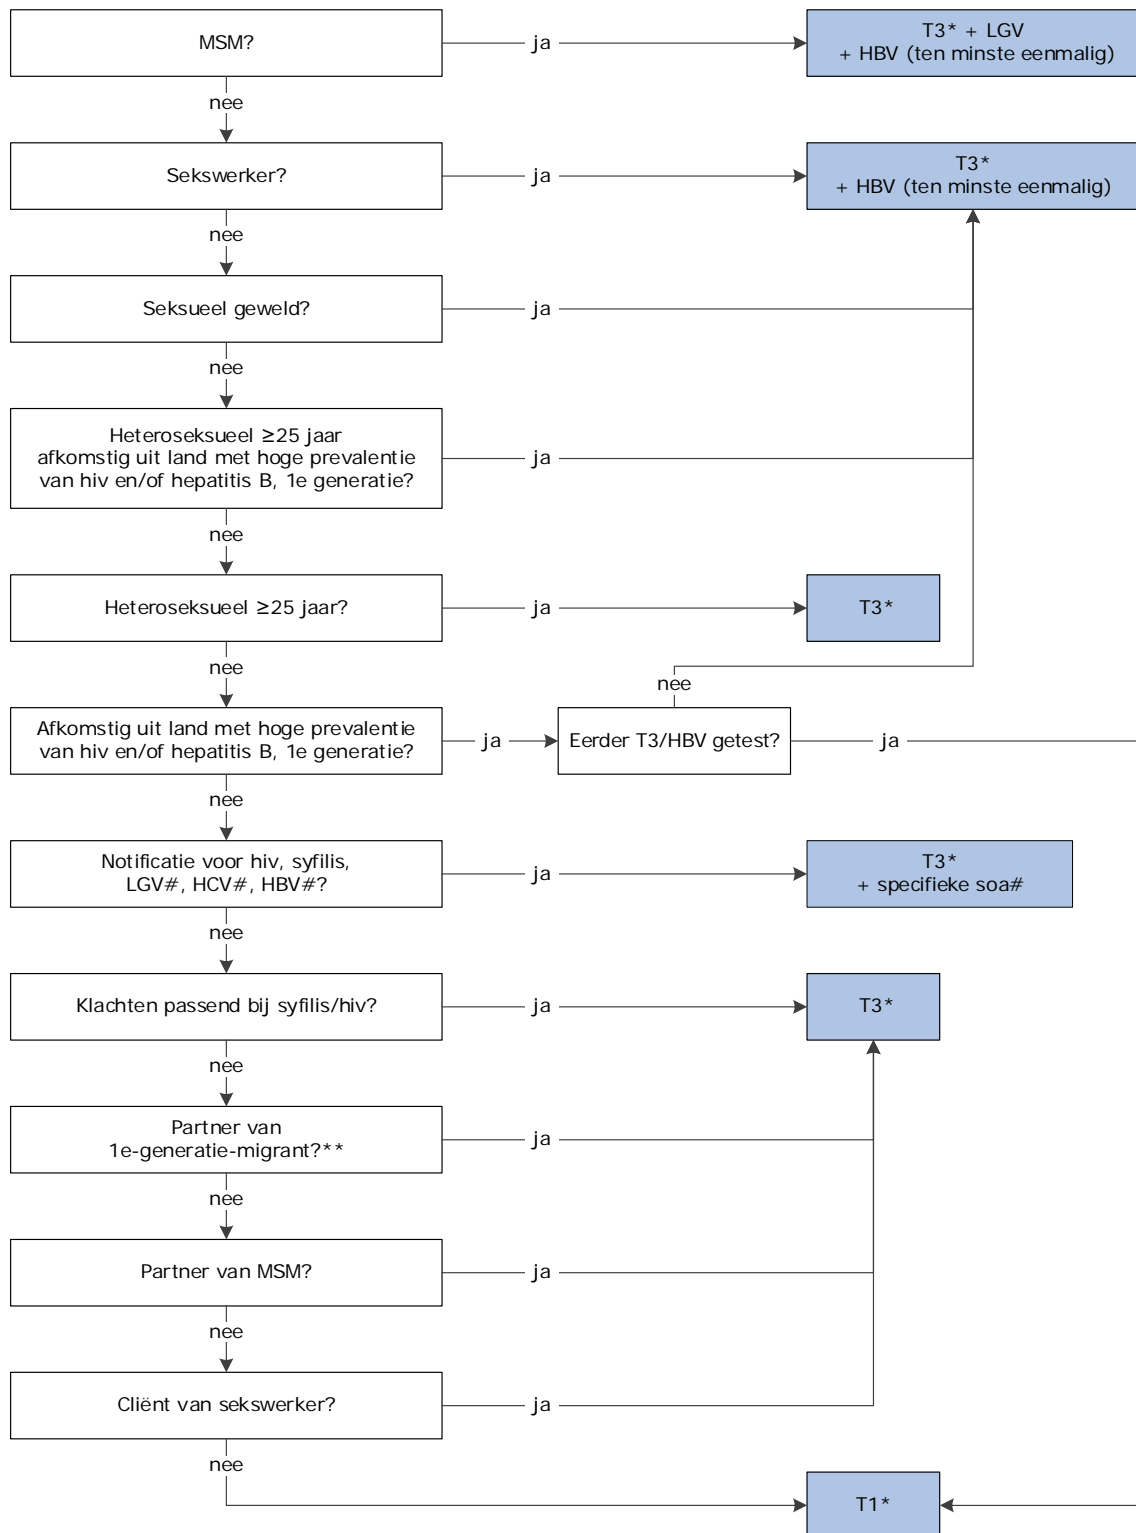 MSM?
ja
T3* + LGV
+ HBV (ten minste eenmalig)
nee
Sekswerker?
ja
T3*
+ HBV (ten minste eenmalig)
nee
Seksueel geweld?
ja
nee
Heteroseksueel ≥25 jaar
afkomstig uit land met hoge prevalentie
van hiv en/of hepatitis B, 1e generatie?
ja
nee
Heteroseksueel ≥25 jaar?
ja
T3*
nee
nee
Afkomstig uit land met hoge prevalentie
van hiv en/of hepatitis B, 1e generatie?
ja
Eerder T3/HBV getest?
ja
nee
Notificatie voor hiv, syfilis,
LGV#, HCV#, HBV#?
ja
T3*
+ specifieke soa#
nee
Klachten passend bij syfilis/hiv?
ja
T3*
nee
Partner van
1e-generatie-migrant?**
ja
nee
Partner van MSM?
ja
nee
Cliënt van sekswerker?
ja
nee
T1*